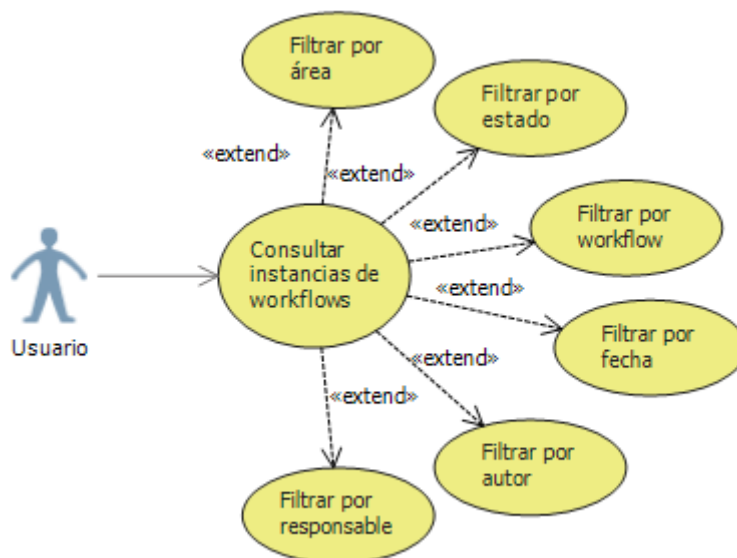 Filtrar por
área
Filtrar por
estado
«extend»
«extend»
Filtrar por
workflow
«extend»
Consultar
instancias de
workflows
«extend»
Filtrar por
fecha
Usuario
«extend»
«extend»
Filtrar por
autor
Filtrar por
responsable